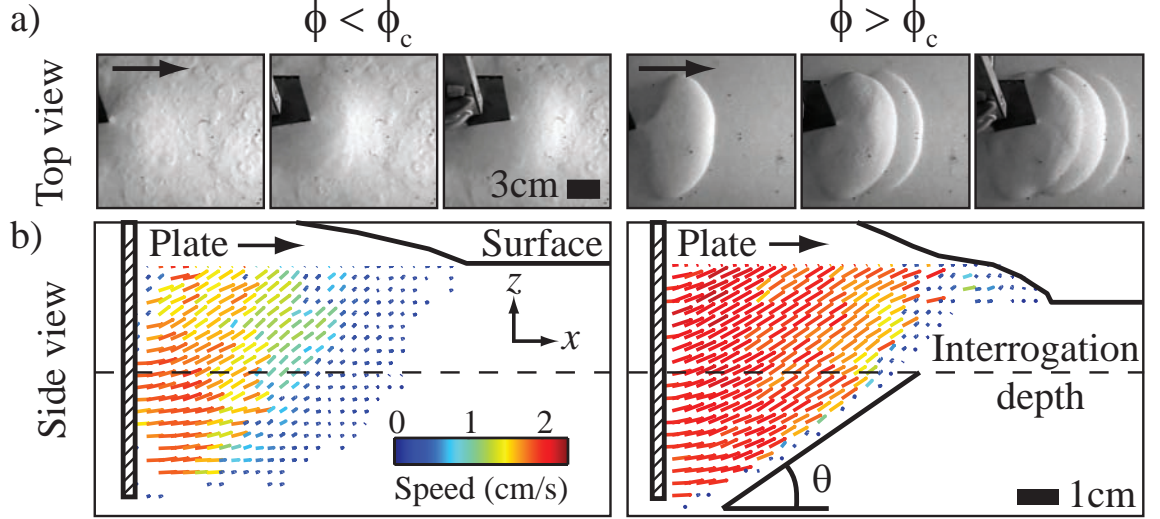 a)
ϕ < ϕc
ϕ > ϕc
Top view
3cm
b)
Side view
Plate
Surface
z
x
0 1 2
Speed (cm/s)
Plate
Interrogation
depth
θ
1cm